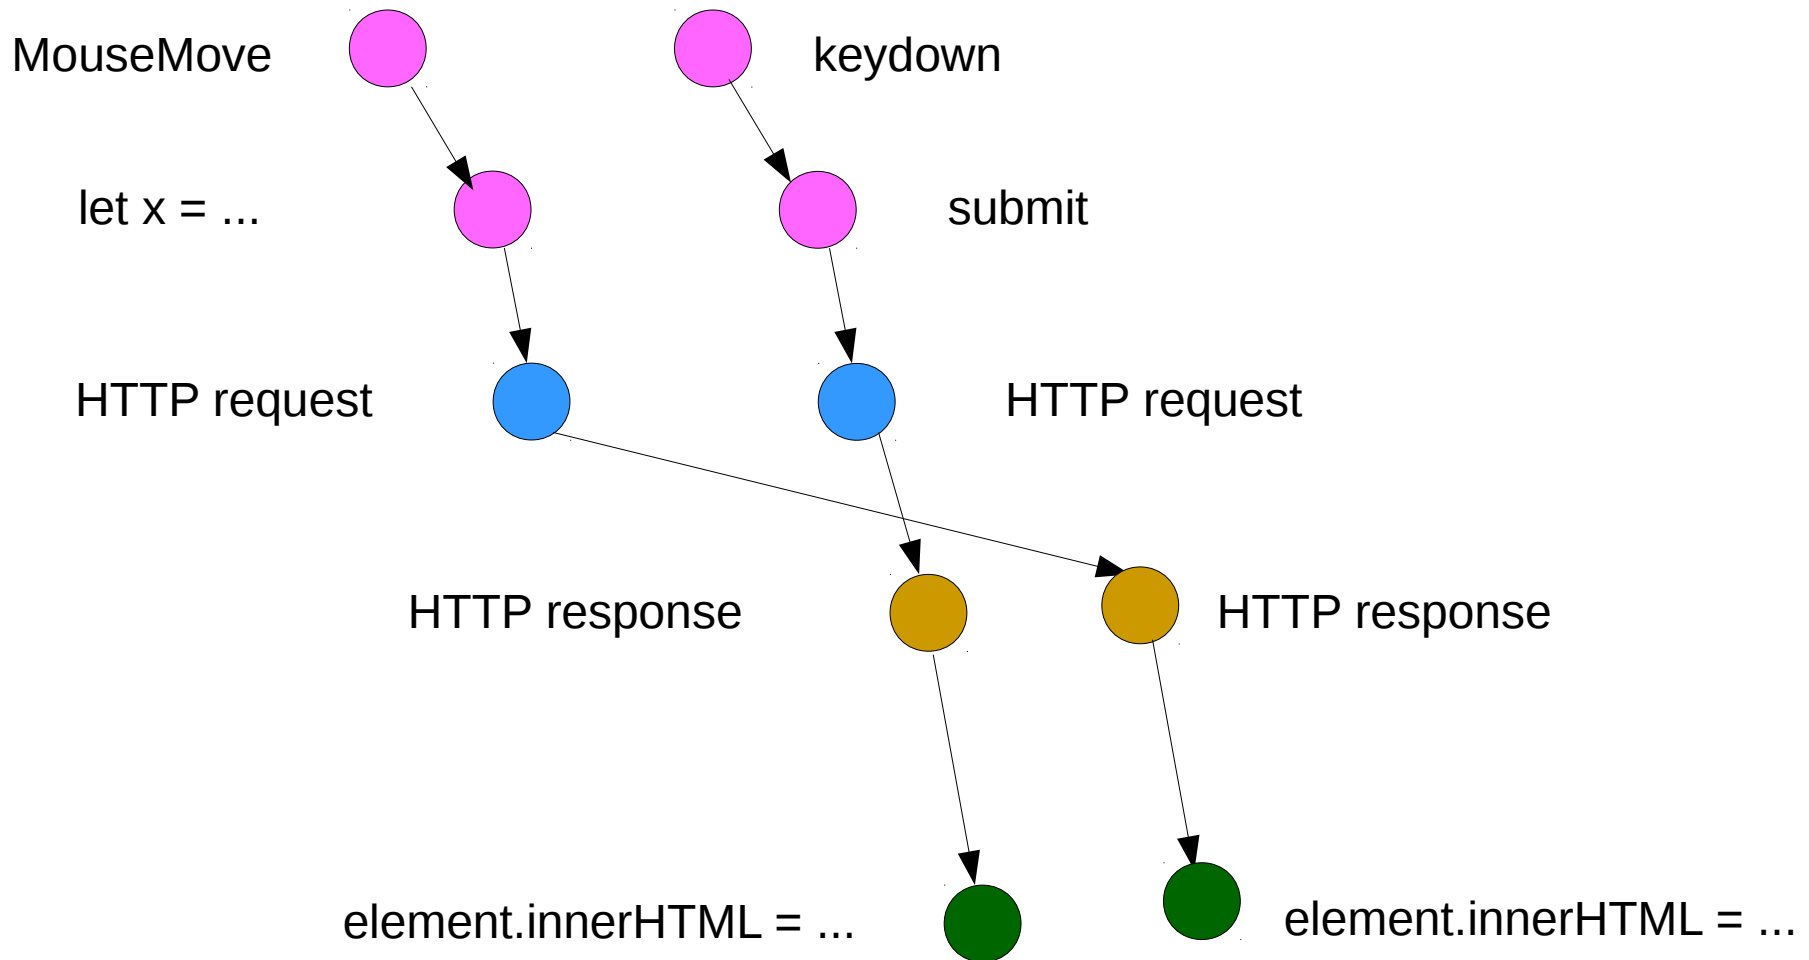 MouseMove
keydown
let x = ...
submit
HTTP request
HTTP request
HTTP response
HTTP response
element.innerHTML = ...
element.innerHTML = ...